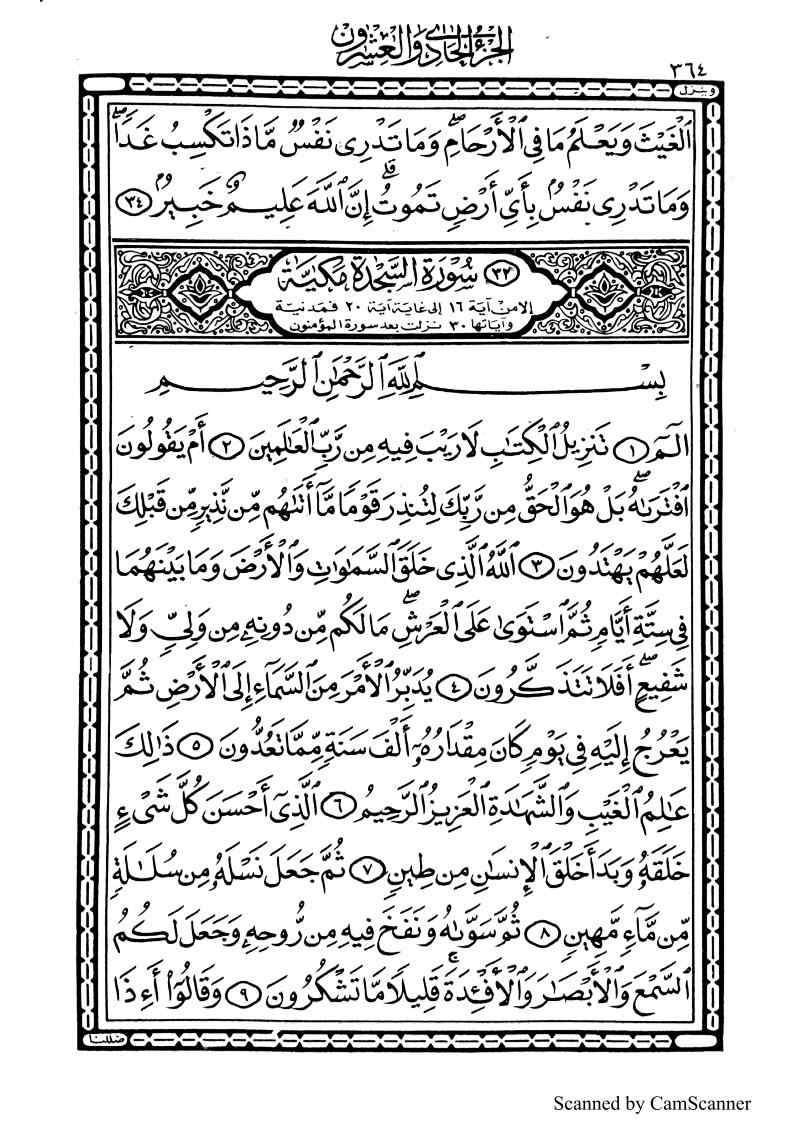 الجزء الحادي والعشرون
٣٦٤
وينزل
ٱلْغَيْثَ وَيَعْلَمُ مَا فِي ٱلْأَرْحَامِۖ وَمَا تَدْرِى نَفْسٌ مَّاذَا تَكْسِبُ غَدًاۖ
وَمَا تَدْرِى نَفْسٌۢ بِأَىِّ أَرْضٍ تَمُوتُۗ إِنَّ ٱللَّهَ عَلِيمٌ خَبِيرٌۢ ٣٤
٣٢ سُورَةُ السَّجْدَة مَكِّيَّة
إلا من آية ١٦ إلى غاية آية ٢٠ فمدنية
وآياتها ٣٠ نزلت بعد سورة المؤمنون
بِسْمِ ٱللَّهِ ٱلرَّحْمَٰنِ ٱلرَّحِيمِ
الٓمٓ ١ تَنزِيلُ ٱلْكِتَٰبِ لَا رَيْبَ فِيهِ مِن رَّبِّ ٱلْعَٰلَمِينَ ٢ أَمْ يَقُولُونَ
ٱفْتَرَىٰهُۖ بَلْ هُوَ ٱلْحَقُّ مِن رَّبِّكَ لِتُنذِرَ قَوْمًا مَّآ أَتَىٰهُم مِّن نَّذِيرٍ مِّن قَبْلِكَ
لَعَلَّهُمْ يَهْتَدُونَ ٣ ٱللَّهُ ٱلَّذِى خَلَقَ ٱلسَّمَٰوَٰتِ وَٱلْأَرْضَ وَمَا بَيْنَهُمَا
فِى سِتَّةِ أَيَّامٍ ثُمَّ ٱسْتَوَىٰ عَلَى ٱلْعَرْشِۖ مَا لَكُم مِّن دُونِهِۦ مِن وَلِىٍّ وَلَا
شَفِيعٍۖ أَفَلَا تَتَذَكَّرُونَ ٤ يُدَبِّرُ ٱلْأَمْرَ مِنَ ٱلسَّمَآءِ إِلَى ٱلْأَرْضِ ثُمَّ
يَعْرُجُ إِلَيْهِ فِى يَوْمٍ كَانَ مِقْدَارُهُۥٓ أَلْفَ سَنَةٍ مِّمَّا تَعُدُّونَ ٥ ذَٰلِكَ
عَٰلِمُ ٱلْغَيْبِ وَٱلشَّهَٰدَةِ ٱلْعَزِيزُ ٱلرَّحِيمُ ٦ ٱلَّذِىٓ أَحْسَنَ كُلَّ شَىْءٍ
خَلَقَهُۥ وَبَدَأَ خَلْقَ ٱلْإِنسَٰنِ مِن طِينٍ ٧ ثُمَّ جَعَلَ نَسْلَهُۥ مِن سُلَٰلَةٍ
مِّن مَّآءٍ مَّهِينٍ ٨ ثُمَّ سَوَّىٰهُ وَنَفَخَ فِيهِ مِن رُّوحِهِۦ وَجَعَلَ لَكُمُ
ٱلسَّمْعَ وَٱلْأَبْصَٰرَ وَٱلْأَفْـِٔدَةَۚ قَلِيلًا مَّا تَشْكُرُونَ ٩ وَقَالُوٓا۟ أَءِذَا
ضللنا
Scanned by CamScanner